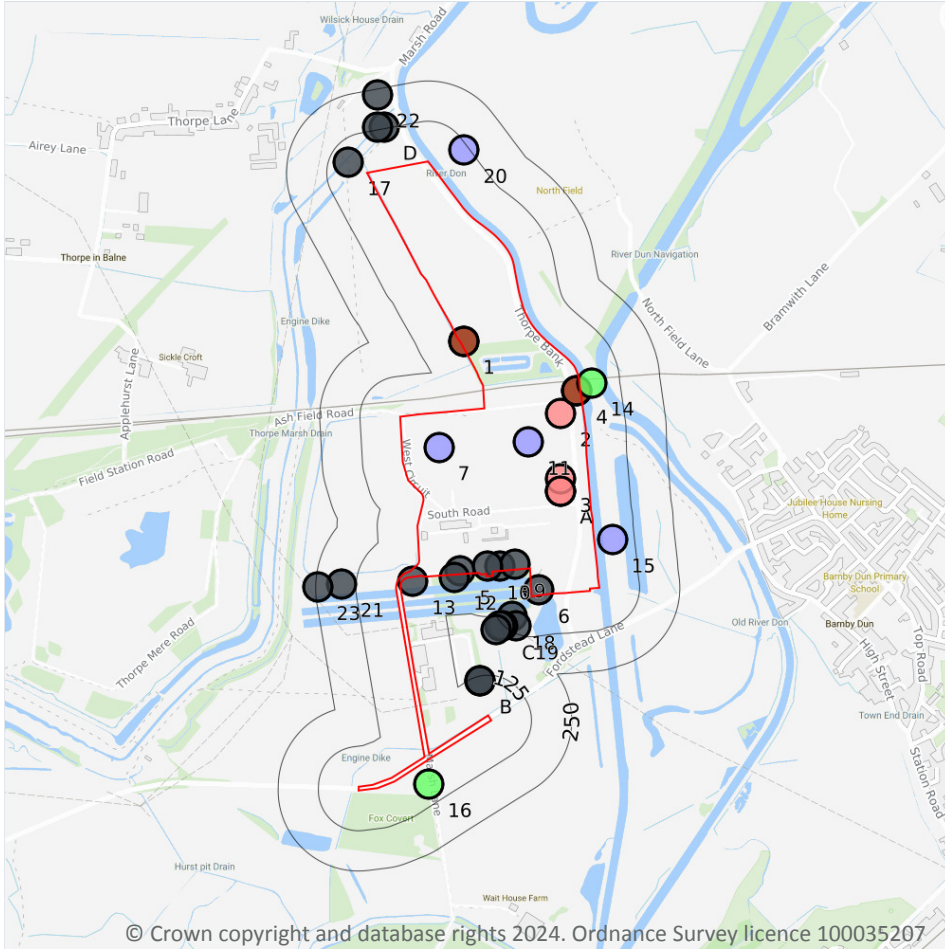 Wilsick House Drain
Marsh Road
Thorpe Lane
22
Airey Lane
D
River Don
20
17
North Field
Thorpe in Balne
River Dun Navigation
Bramwith Lane
Engine Dike
Thorpe Bank
North Field Lane
Sickle Croft
Applehurst Lane
1
14
4
Ash Field Road
Thorpe Marsh Drain
2
West Circuit
Field Station Road
11
7
3
A
South Road
Jubilee House Nursing
Home
15
Barnby Dun Primary
School
23
21
13
5
12
10
9
6
Barnby Dun
Old River Don
18
C
19
Fordstead Lane
Top Road
Thorpe Mere Road
High Street
125
B
250
Town End Drain
Station Road
Engine Dike
16
Fox Covert
Hurst pit Drain
Wait House Farm
© Crown copyright and database rights 2024. Ordnance Survey licence 100035207